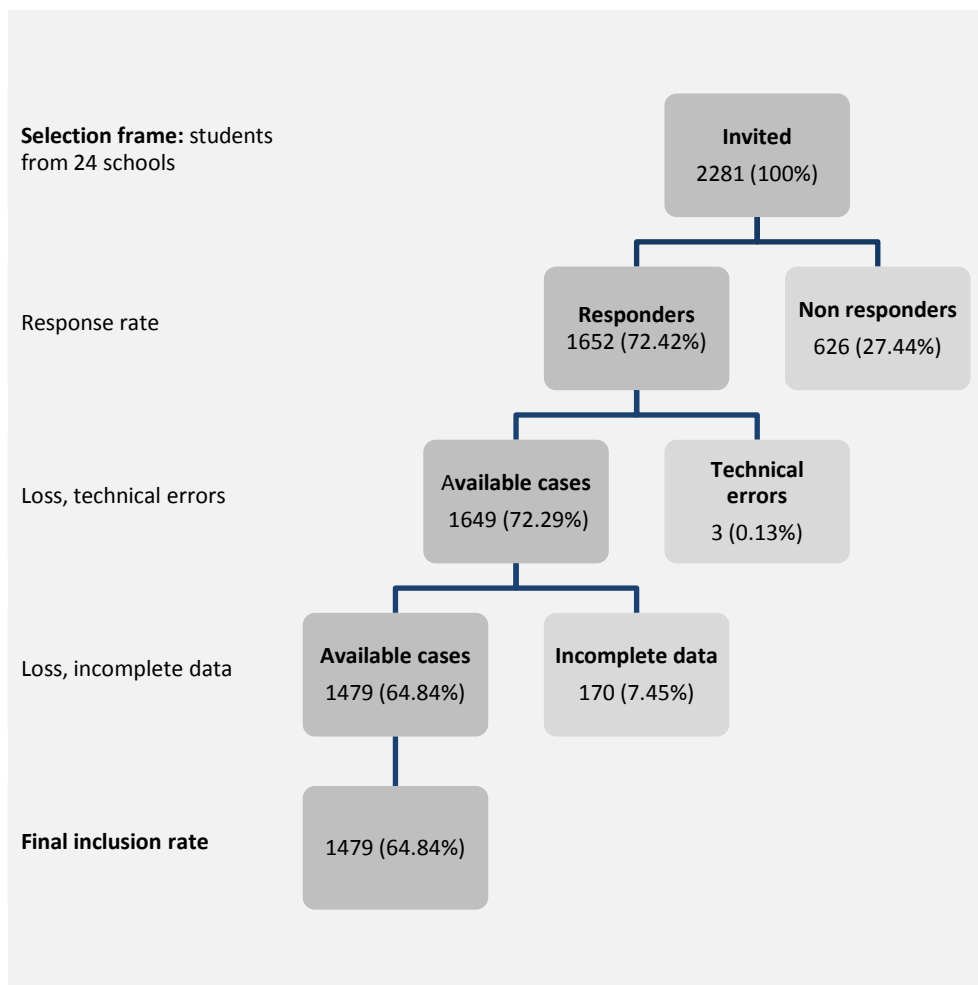 Selection frame: students
from 24 schools
Invited
2281 (100%)
Response rate
Responders
1652 (72.42%)
Non responders
626 (27.44%)
Loss, technical errors
Available cases
1649 (72.29%)
Technical
errors
3 (0.13%)
Loss, incomplete data
Available cases
1479 (64.84%)
Incomplete data
170 (7.45%)
Final inclusion rate
1479 (64.84%)